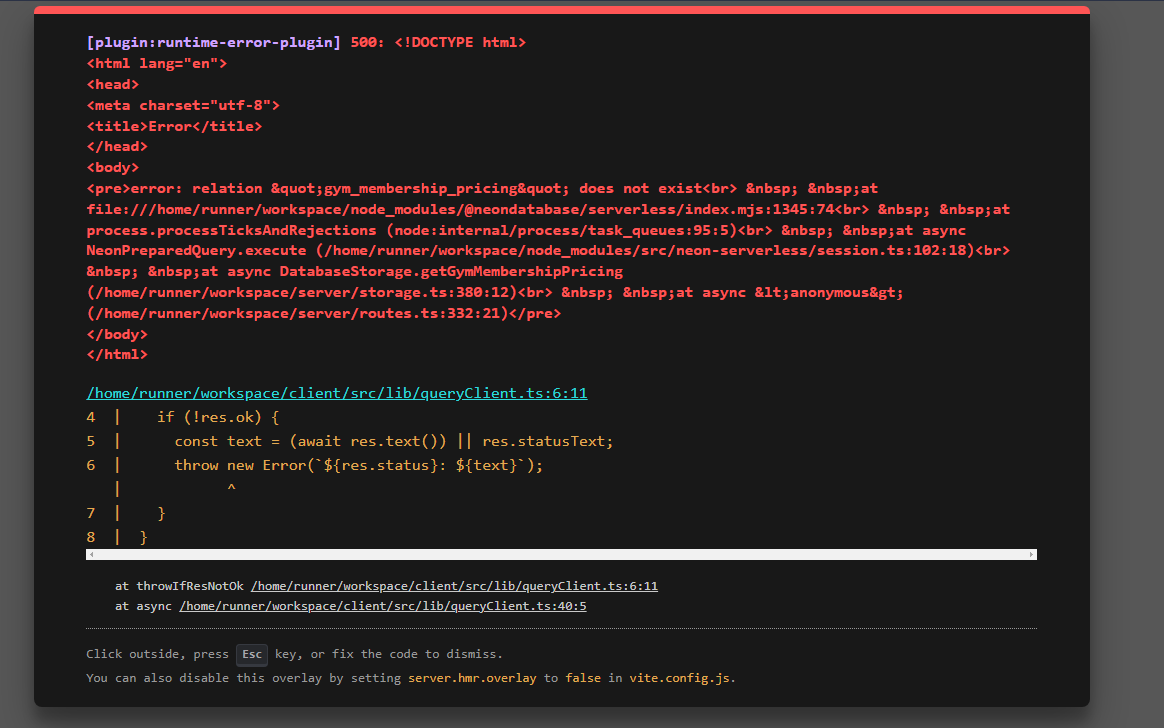 [plugin:runtime-error-plugin] 500: <!DOCTYPE html>
<html lang="en">
<head>
<meta charset="utf-8">
<title>Error</title>
</head>
<body>
<pre>error: relation &quot;gym_membership_pricing&quot; does not exist<br> &nbsp; &nbsp;at
file:///home/runner/workspace/node_modules/@neondatabase/serverless/index.mjs:1345:74<br> &nbsp; &nbsp;at
process.processTicksAndRejections (node:internal/process/task_queues:95:5)<br> &nbsp; &nbsp;at async
NeonPreparedQuery.execute (/home/runner/workspace/node_modules/src/neon-serverless/session.ts:102:18)<br>
&nbsp; &nbsp;at async DatabaseStorage.getGymMembershipPricing
(/home/runner/workspace/server/storage.ts:380:12)<br> &nbsp; &nbsp;at async &lt;anonymous&gt;
(/home/runner/workspace/server/routes.ts:332:21)</pre>
</body>
</html>
/home/runner/workspace/client/src/lib/queryClient.ts:6:11
4  |    if (!res.ok) {
5  |      const text = (await res.text()) || res.statusText;
6  |      throw new Error(`${res.status}: ${text}`);
   |            ^
7  |    }
8  |  }
at throwIfResNotOk /home/runner/workspace/client/src/lib/queryClient.ts:6:11
at async /home/runner/workspace/client/src/lib/queryClient.ts:40:5
Click outside, press Esc key, or fix the code to dismiss.
You can also disable this overlay by setting server.hmr.overlay to false in vite.config.js.